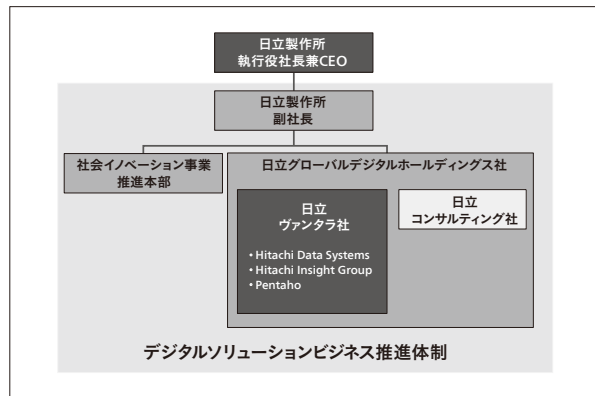 日立製作所
執行役社長兼CEO
日立製作所
副社長
社会イノベーション事業
推進本部
日立グローバルデジタルホールディングス社
日立
ヴァンタラ社
• Hitachi Data Systems
• Hitachi Insight Group
• Pentaho
日立
コンサルティング社
デジタルソリューションビジネス推進体制